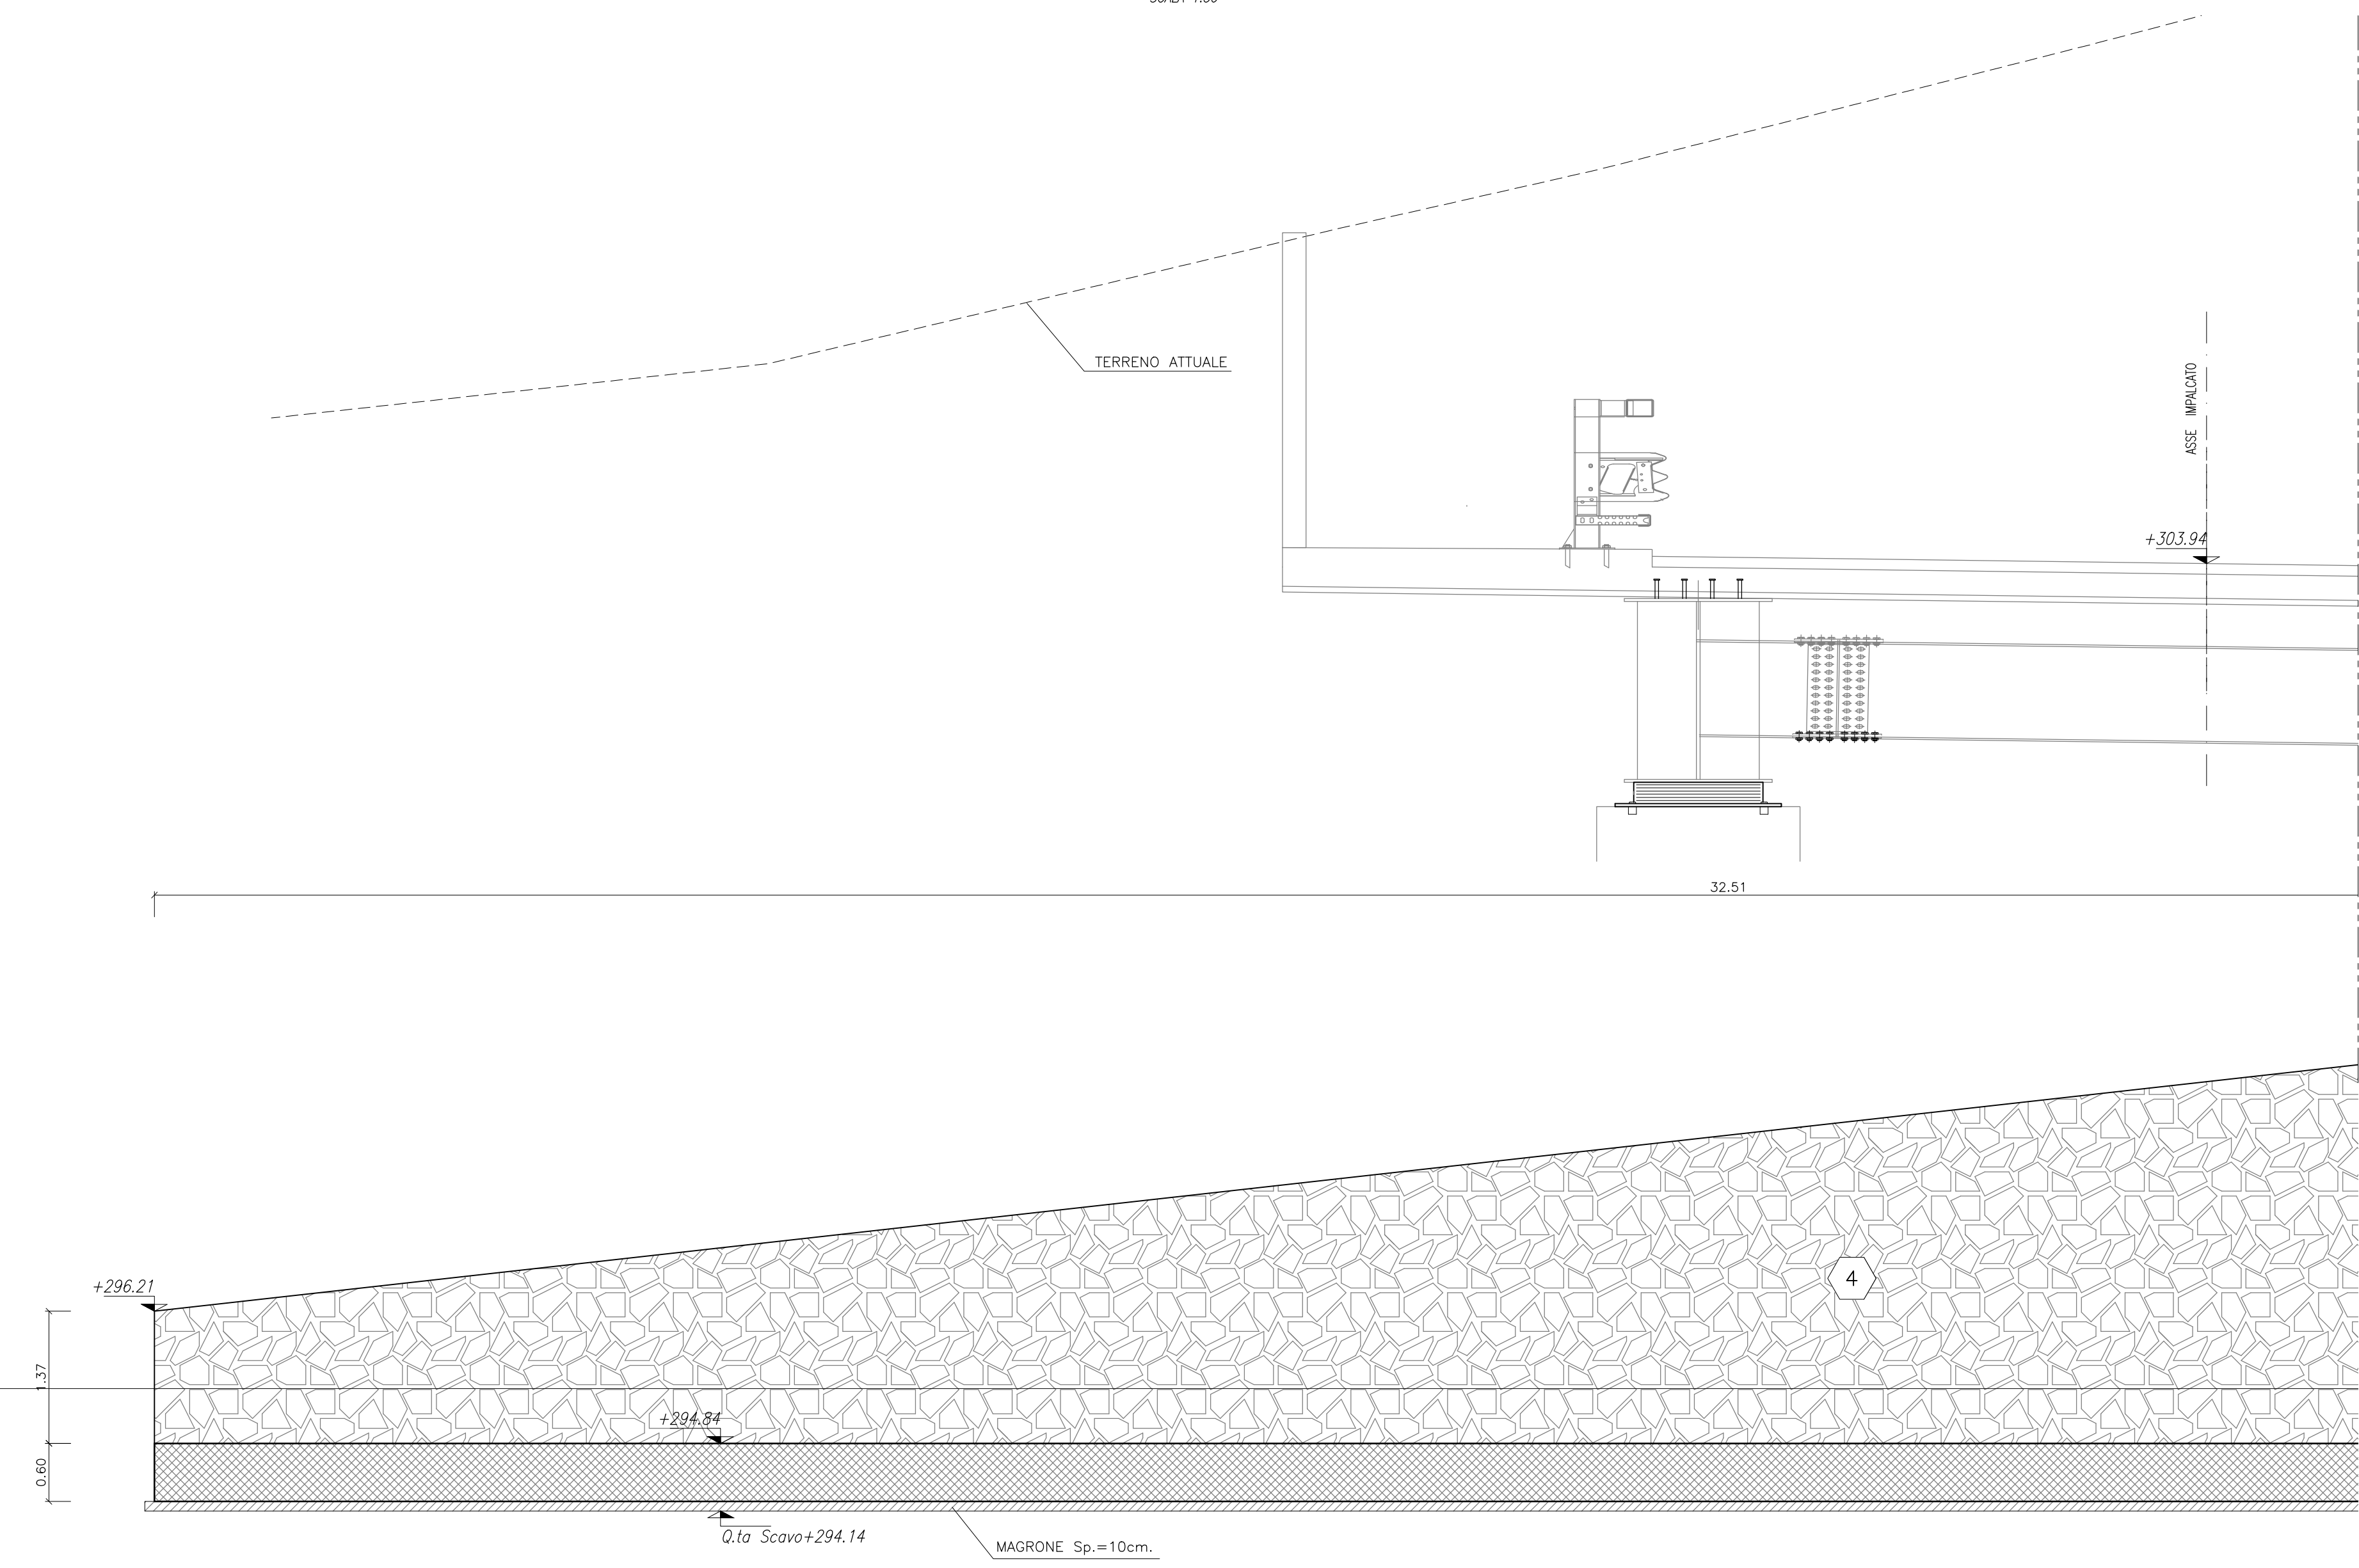 TERRENO ATTUALE
ASSE IMPALCATO
+303.94
32.51
4
+296.21
1.37
+294.84
0.60
Q.ta Scavo+294.14
MAGRONE Sp.=10cm.